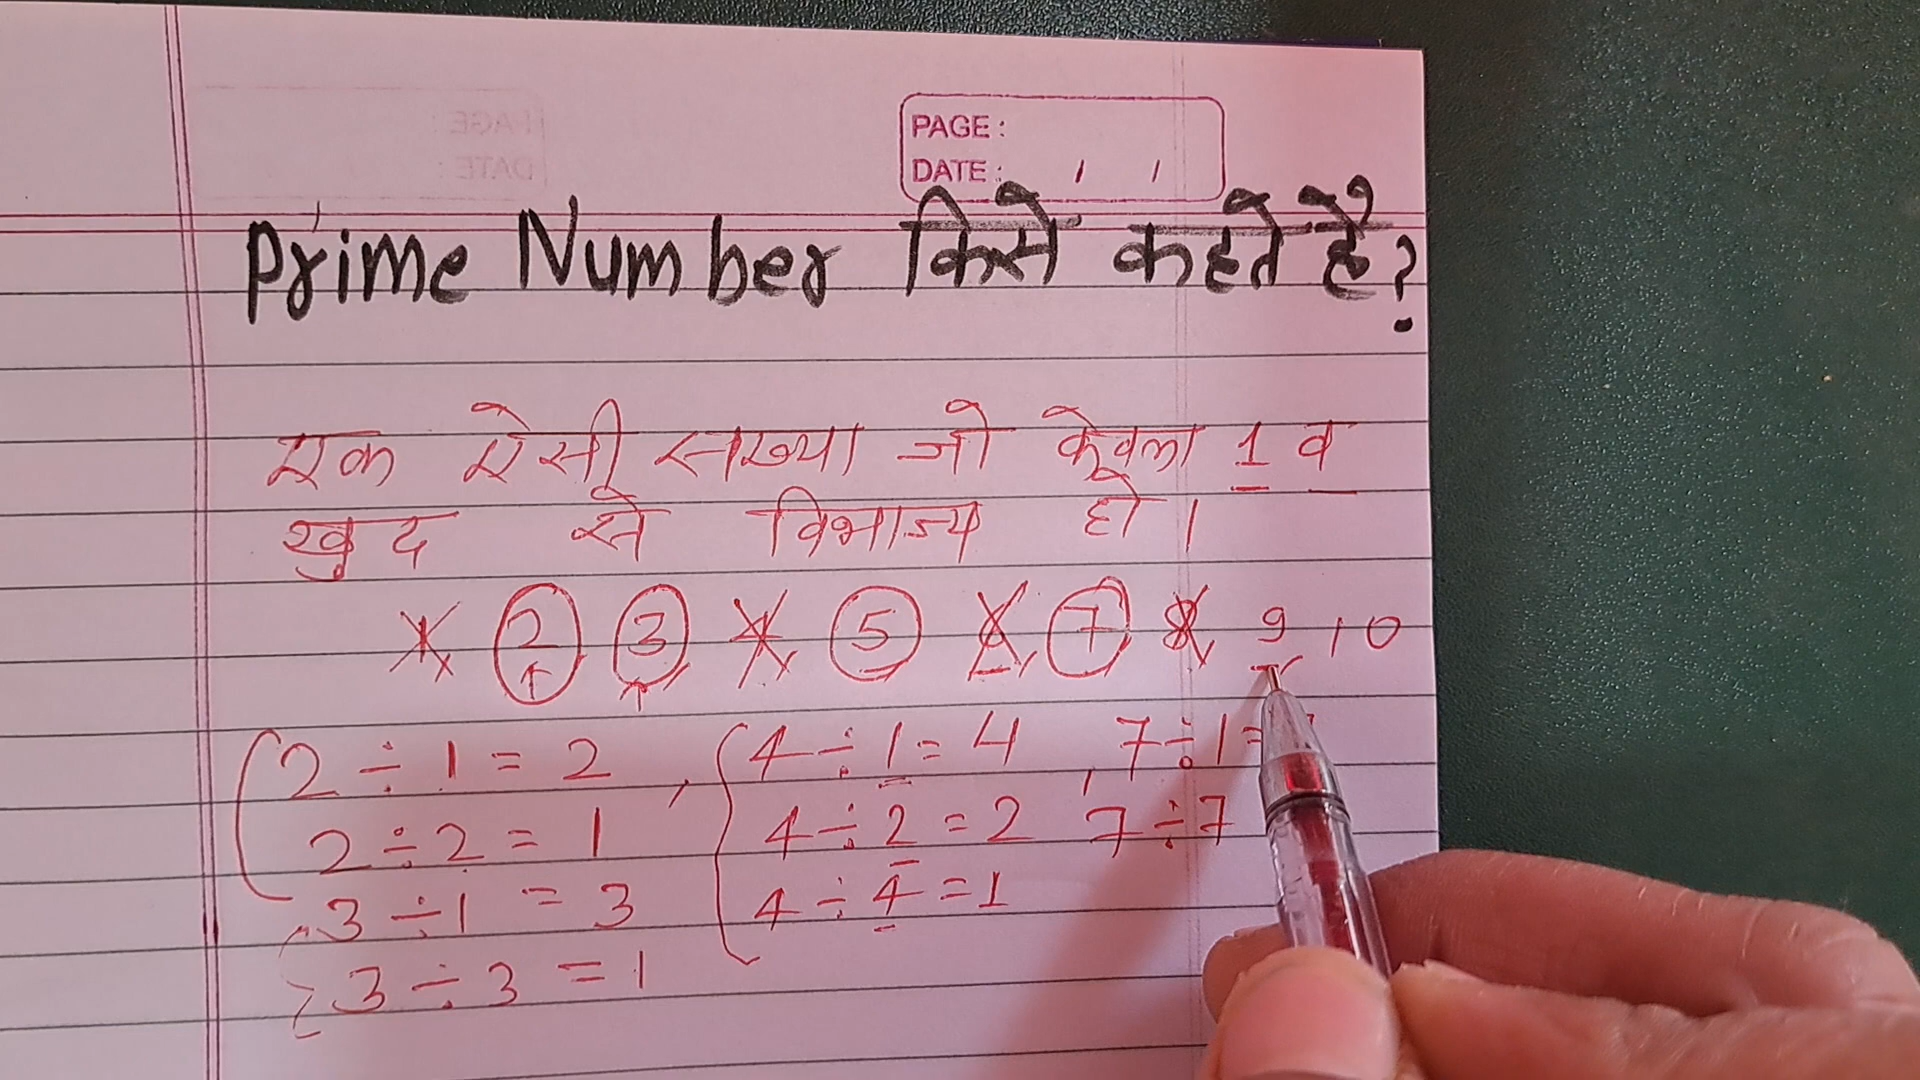 PAGE :
DATE : / /
Prime Number किसे कहते है?
एक ऐसी सख्या जो केवल 1 व
खुद से विभाज्य हो ।
1, 2, 3, 4, 5, 6, 7, 8, 9, 10
2 ÷ 1 = 2 , 4 ÷ 1 = 4 , 7 ÷ 1 =
2 ÷ 2 = 1 4 ÷ 2 = 2 7 ÷ 7
3 ÷ 1 = 3 4 ÷ 4 = 1
3 ÷ 3 = 1